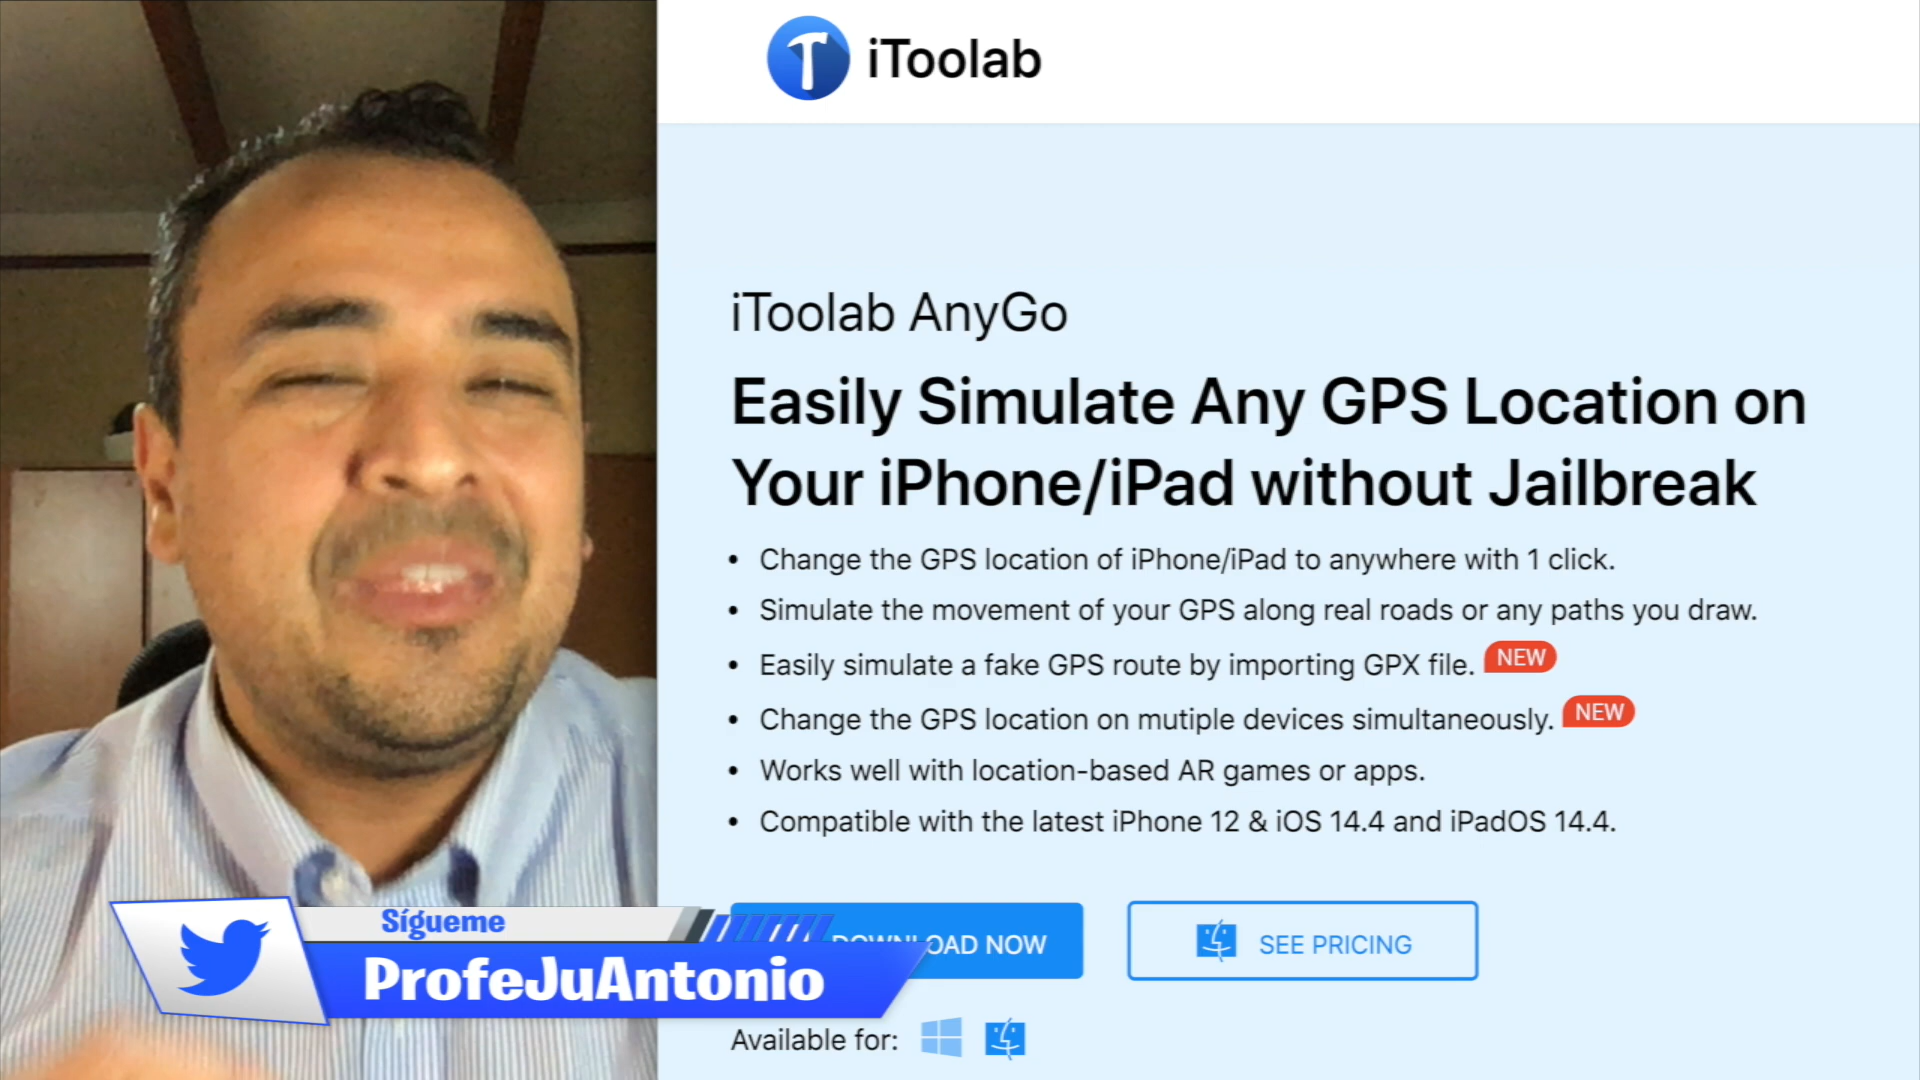 iToolab
iToolab AnyGo
Easily Simulate Any GPS Location on
Your iPhone/iPad without Jailbreak
• Change the GPS location of iPhone/iPad to anywhere with 1 click.
• Simulate the movement of your GPS along real roads or any paths you draw.
• Easily simulate a fake GPS route by importing GPX file. NEW
• Change the GPS location on mutiple devices simultaneously. NEW
• Works well with location-based AR games or apps.
• Compatible with the latest iPhone 12 & iOS 14.4 and iPadOS 14.4.
DOWNLOAD NOW
SEE PRICING
Sígueme
ProfeJuAntonio
Available for: